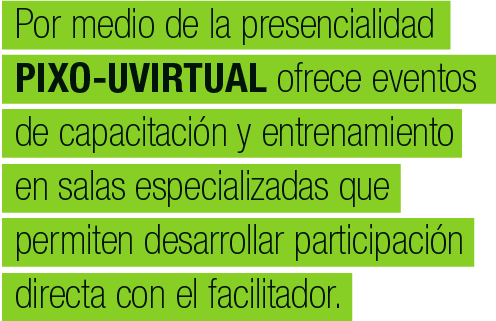 Por medio de la presencialidad
PIXO-UVIRTUAL ofrece eventos
de capacitación y entrenamiento
en salas especializadas que
permiten desarrollar participación
directa con el facilitador.